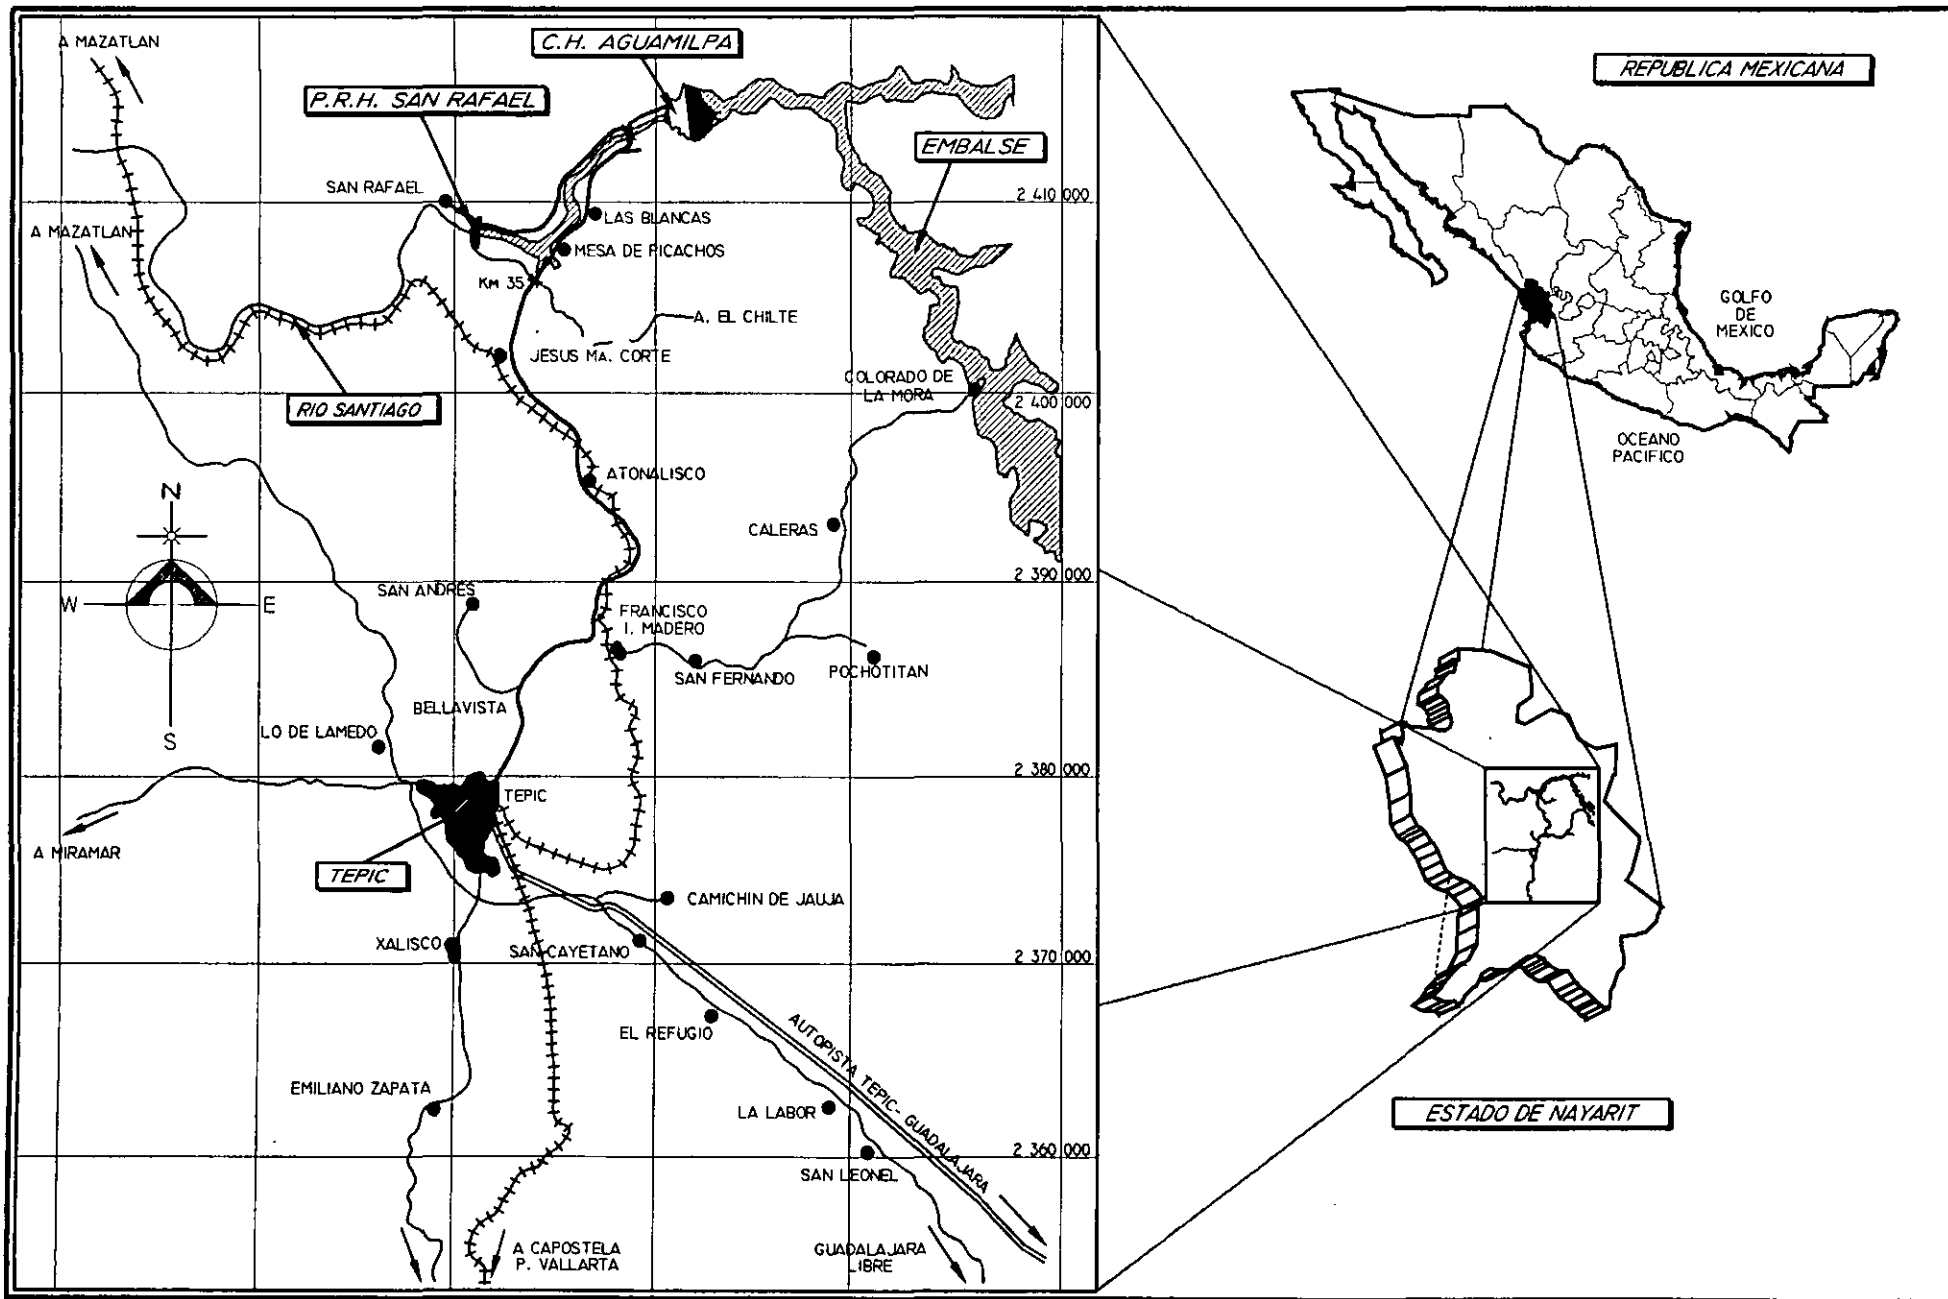 A MAZATLAN
C.H. AGUAMILPA
REPUBLICA MEXICANA
P.R.H. SAN RAFAEL
EMBALSE
SAN RAFAEL
2 410 000
LAS BLANCAS
A MAZATLAN
MESA DE PICACHOS
KM 35
A. EL CHILTE
GOLFO
DE
MEXICO
JESUS MA. CORTE
COLORADO DE
LA MORA
RIO SANTIAGO
2 400 000
OCEANO
PACIFICO
ATONALISCO
N
CALERAS
W
E
S
2 390 000
SAN ANDRES
FRANCISCO
I. MADERO
SAN FERNANDO
POCHOTITAN
BELLAVISTA
LO DE LAMEDO
2 380 000
TEPIC
A MIRAMAR
TEPIC
CAMICHIN DE JAUJA
XALISCO
SAN CAYETANO
2 370 000
EL REFUGIO
AUTOPISTA TEPIC- GUADALAJARA
EMILIANO ZAPATA
LA LABOR
ESTADO DE NAYARIT
2 360 000
SAN LEONEL
A CAPOSTELA
P. VALLARTA
GUADALAJARA
LIBRE